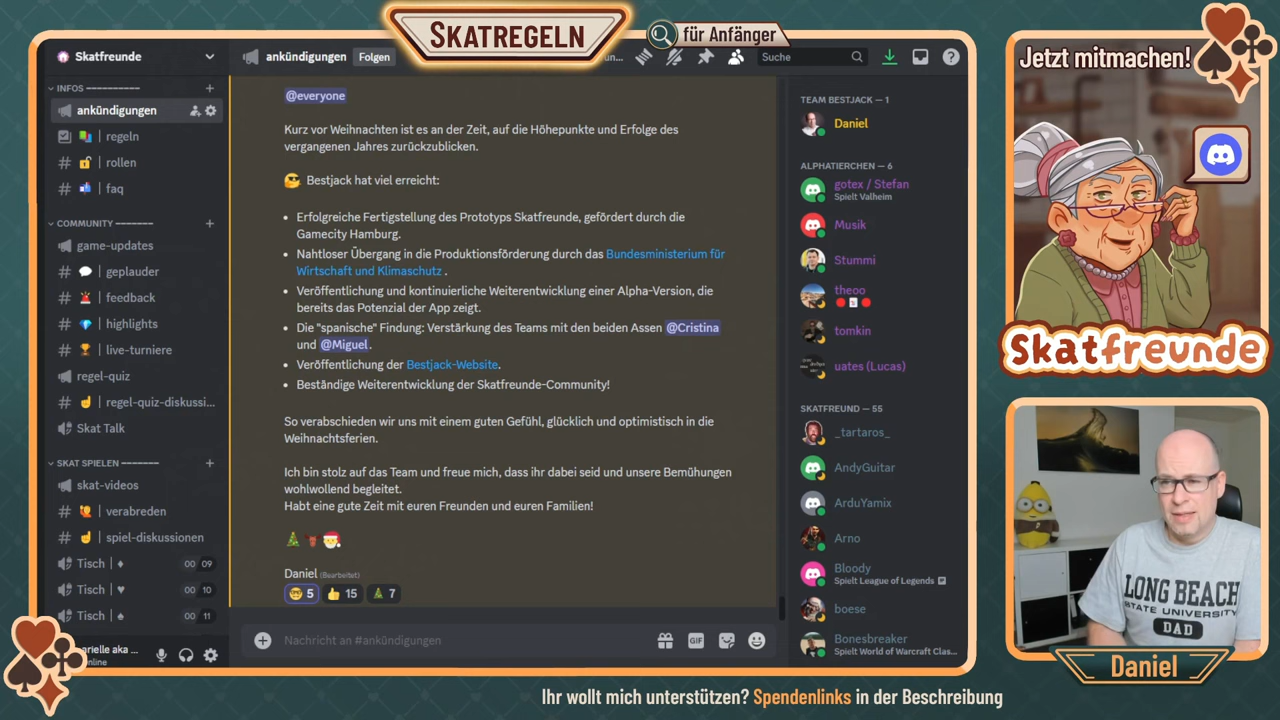 SKATREGELN
für Anfänger
Skatfreunde
ankündigungen
Folgen
Suche
INFOS
ankündigungen
regeln
rollen
faq
COMMUNITY
game-updates
geplauder
feedback
highlights
live-turniere
regel-quiz
regel-quiz-diskussi...
Skat Talk
SKAT SPIELEN
skat-videos
verabreden
spiel-diskussionen
Tisch | ♦ 00 09
Tisch | ♥ 00 10
Tisch | ♠ 00 11
arielle aka ...
@everyone
Kurz vor Weihnachten ist es an der Zeit, auf die Höhepunkte und Erfolge des
vergangenen Jahres zurückzublicken.
Bestjack hat viel erreicht:
• Erfolgreiche Fertigstellung des Prototyps Skatfreunde, gefördert durch die
Gamecity Hamburg.
• Nahtloser Übergang in die Produktionsförderung durch das Bundesministerium für
Wirtschaft und Klimaschutz .
• Veröffentlichung und kontinuierliche Weiterentwicklung einer Alpha-Version, die
bereits das Potenzial der App zeigt.
• Die "spanische" Findung: Verstärkung des Teams mit den beiden Assen @Cristina
und @Miguel.
• Veröffentlichung der Bestjack-Website.
• Beständige Weiterentwicklung der Skatfreunde-Community!
So verabschieden wir uns mit einem guten Gefühl, glücklich und optimistisch in die
Weihnachtsferien.
Ich bin stolz auf das Team und freue mich, dass ihr dabei seid und unsere Bemühungen
wohlwollend begleitet.
Habt eine gute Zeit mit euren Freunden und euren Familien!
Daniel (Bearbeitet)
5 15 7
Nachricht an #ankündigungen
GIF
TEAM BESTJACK — 1
Daniel
ALPHATIERCHEN — 6
gotex / Stefan
Spielt Valheim
Musik
Stummi
theoo
tomkin
uates (Lucas)
SKATFREUND — 55
_tartaros_
AndyGuitar
ArduYamix
Arno
Bloody
Spielt League of Legends
boese
Bonesbreaker
Spielt World of Warcraft Clas...
Jetzt mitmachen!
Skatfreunde
LONG BEACH
STATE UNIVERSITY
DAD
Daniel
Ihr wollt mich unterstützen? Spendenlinks in der Beschreibung